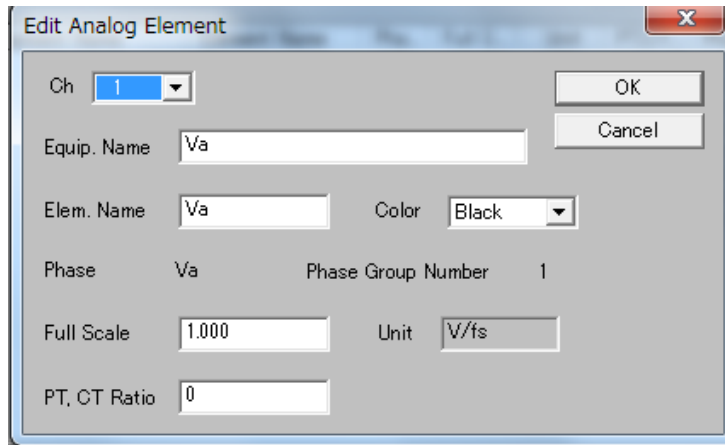 Edit Analog Element
Ch 1
OK
Cancel
Equip. Name Va
Elem. Name Va Color Black
Phase Va Phase Group Number 1
Full Scale 1.000 Unit V/fs
PT, CT Ratio 0